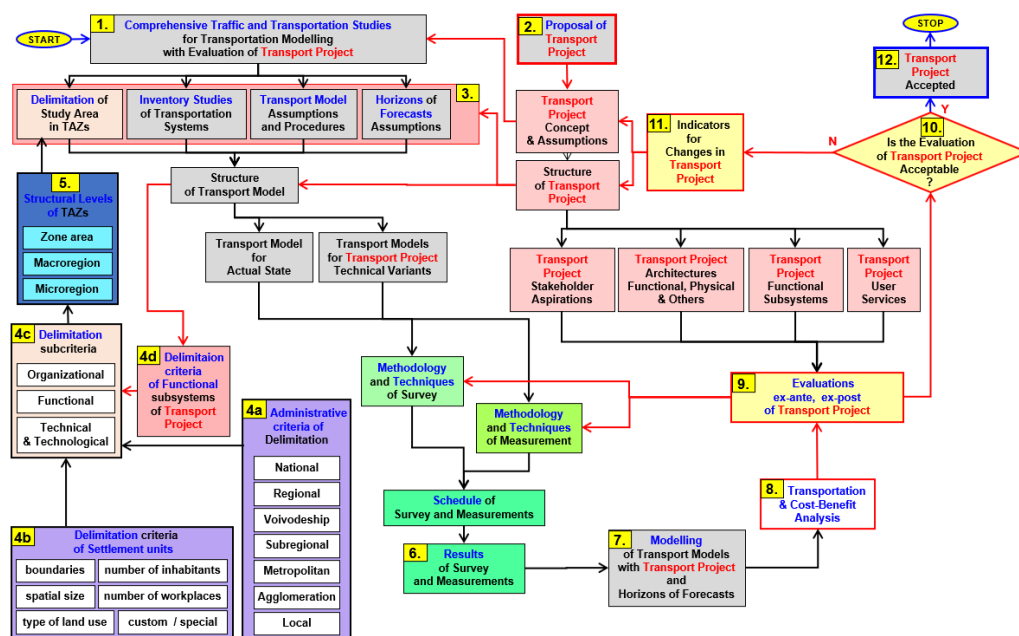 START
1.
Comprehensive Traffic and Transportation Studies
for Transportation Modelling
with Evaluation of Transport Project
2.
Proposal of
Transport
Project
STOP
12.
Transport
Project
Accepted
3.
Delimitation of
Study Area
in TAZs
Inventory Studies
of Transportation
Systems
Transport Model
Assumptions
and Procedures
Horizons of
Forecasts
Assumptions
Transport
Project
Concept
& Assumptions
11.
Indicators
for
Changes in
Transport
Project
N
Y
10.
Is the Evaluation
of Transport Project
Acceptable
?
Structure
of Transport Model
Structure
of Transport
Project
5.
Structural Levels
of TAZs
Zone area
Macroregion
Microregion
Transport Model
for
Actual State
Transport Models
for Transport Project
Technical Variants
Transport
Project
Stakeholder
Aspirations
Transport Project
Architectures
Functional, Physical
& Others
Transport
Project
Functional
Subsystems
Transport
Project
User
Services
4c
Delimitation
subcriteria
Organizational
Functional
Technical
& Technological
4d
Delimitaion
criteria
of Functional
subsystems
of Transport
Project
Methodology
and Techniques
of Survey
Methodology
and Techniques
of Measurement
9.
Evaluations
ex-ante, ex-post
of Transport Project
4a
Administrative
criteria of
Delimitation
National
Regional
Voivodeship
Subregional
Metropolitan
Agglomeration
Local
8.
Transportation
& Cost-Benefit
Analysis
Schedule of
Survey and Measurements
4b
Delimitation criteria
of Settlement units
boundaries
number of inhabitants
spatial size
number of workplaces
type of land use
custom / special
6.
Results
of Survey
and Measurements
7.
Modelling
of Transport Models
with Transport Project
and
Horizons of Forecasts